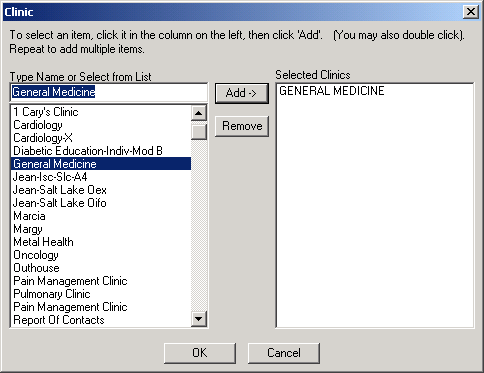 Clinic
To select an item, click it in the column on the left, then click 'Add'. (You may also double click).
Repeat to add multiple items.
Type Name or Select from List
General Medicine
1 Cary's Clinic
Cardiology
Cardiology-X
Diabetic Education-Indiv-Mod B
General Medicine
Jean-Isc-Slc-A4
Jean-Salt Lake Oex
Jean-Salt Lake Oifo
Marcia
Margy
Metal Health
Oncology
Outhouse
Pain Management Clinic
Pulmonary Clinic
Pain Management Clinic
Report Of Contacts
Add ->
Remove
Selected Clinics
GENERAL MEDICINE
OK
Cancel